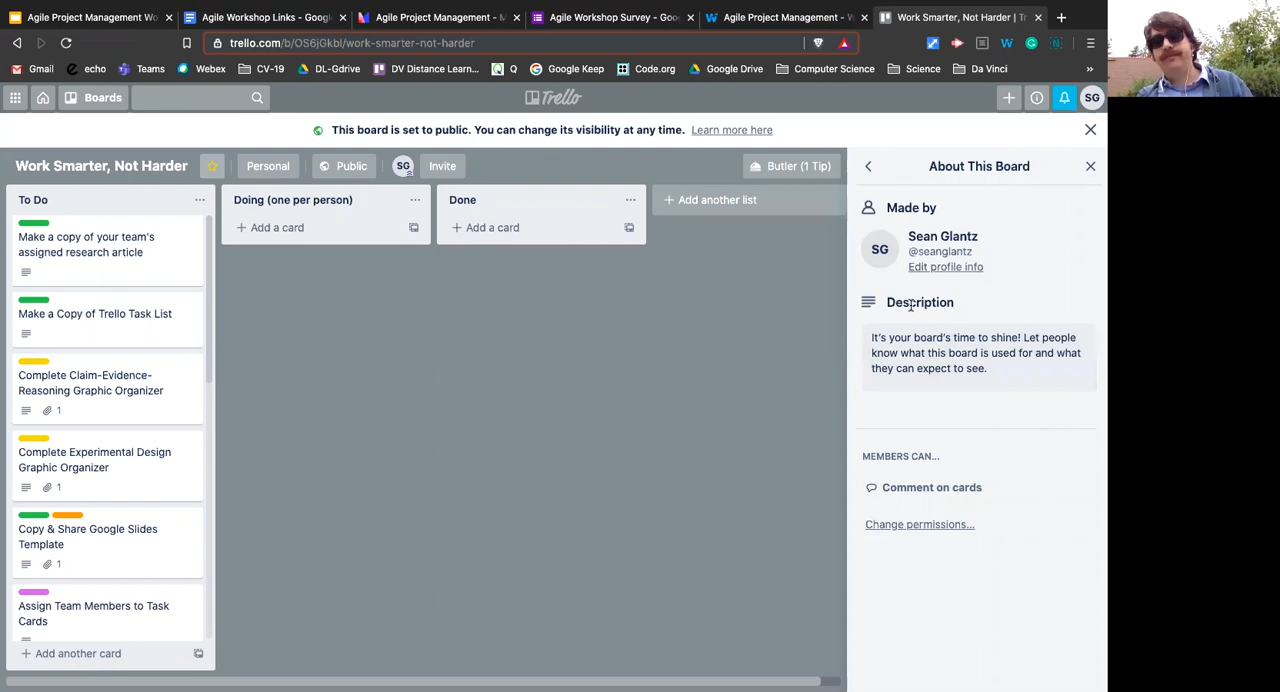 Agile Project Management Wo
Agile Workshop Links - Google
Agile Project Management - M
Agile Workshop Survey - Goo
Agile Project Management - W
Work Smarter, Not Harder | Tr
trello.com/b/OS6jGkbI/work-smarter-not-harder
Gmail echo Teams Webex CV-19 DL-Gdrive DV Distance Learn... Q Google Keep Code.org Google Drive Computer Science Science Da Vinci »
Boards Trello SG
This board is set to public. You can change its visibility at any time. Learn more here
Work Smarter, Not Harder Personal Public SG Invite Butler (1 Tip)
To Do
Make a copy of your team's
assigned research article
Make a Copy of Trello Task List
Complete Claim-Evidence-
Reasoning Graphic Organizer
1
Complete Experimental Design
Graphic Organizer
1
Copy & Share Google Slides
Template
1
Assign Team Members to Task
Cards
+ Add another card
Doing (one per person)
+ Add a card
Done
+ Add a card
+ Add another list
About This Board
Made by
SG
Sean Glantz
@seanglantz
Edit profile info
Description
It's your board's time to shine! Let people
know what this board is used for and what
they can expect to see.
MEMBERS CAN...
Comment on cards
Change permissions...